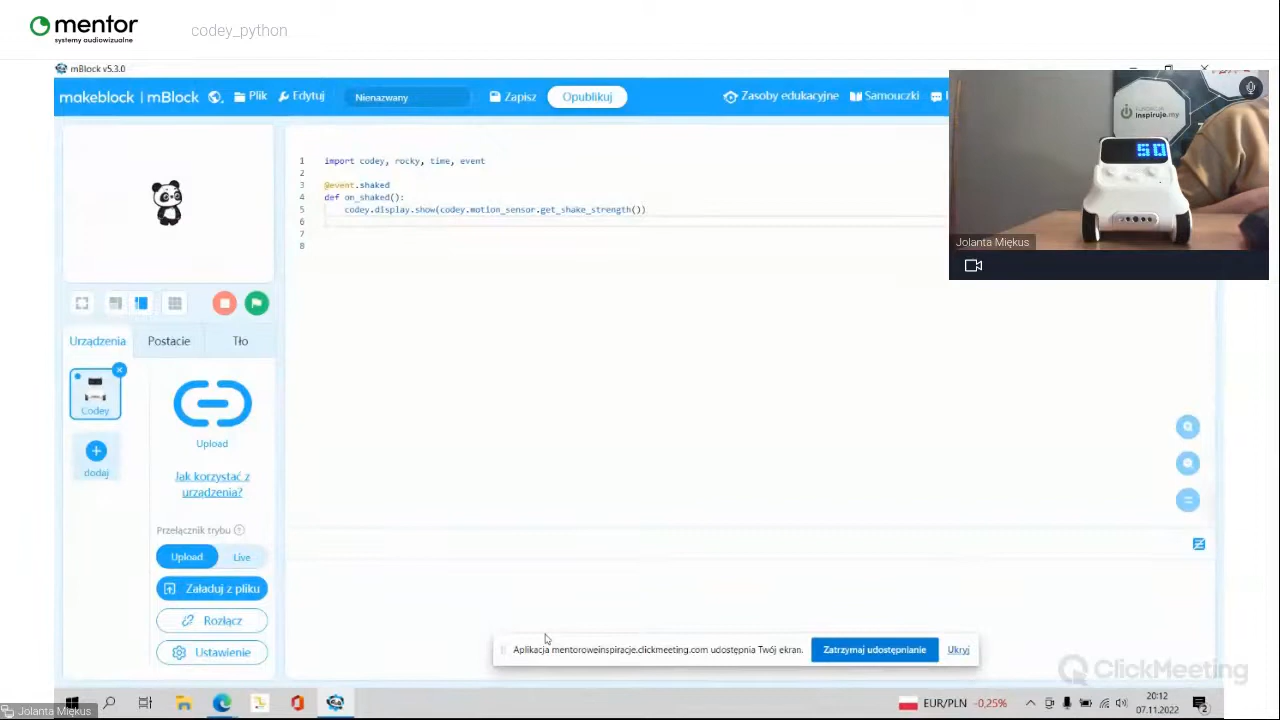 mentor
systemy audiowizualne
codey_python
mBlock v5.3.0
makeblock | mBlock
Plik
Edytuj
Nienazwany
Zapisz
Opublikuj
Zasoby edukacyjne
Samouczki
1 import codey, rocky, time, event
2
3 @event.shaked
4 def on_shaked():
5 codey.display.show(codey.motion_sensor.get_shake_strength())
6
7
8
FUNDACJA
inspiruje.my
50
Jolanta Miękus
Urządzenia
Postacie
Tło
Codey
dodaj
Upload
Jak korzystać z
urządzenia?
Przełącznik trybu
Upload
Live
Załaduj z pliku
Rozłącz
Ustawienie
Aplikacja mentoroweinspiracje.clickmeeting.com udostępnia Twój ekran.
Zatrzymaj udostępnianie
Ukryj
ClickMeeting
Jolanta Miękus
EUR/PLN -0,25%
20:12
07.11.2022
2